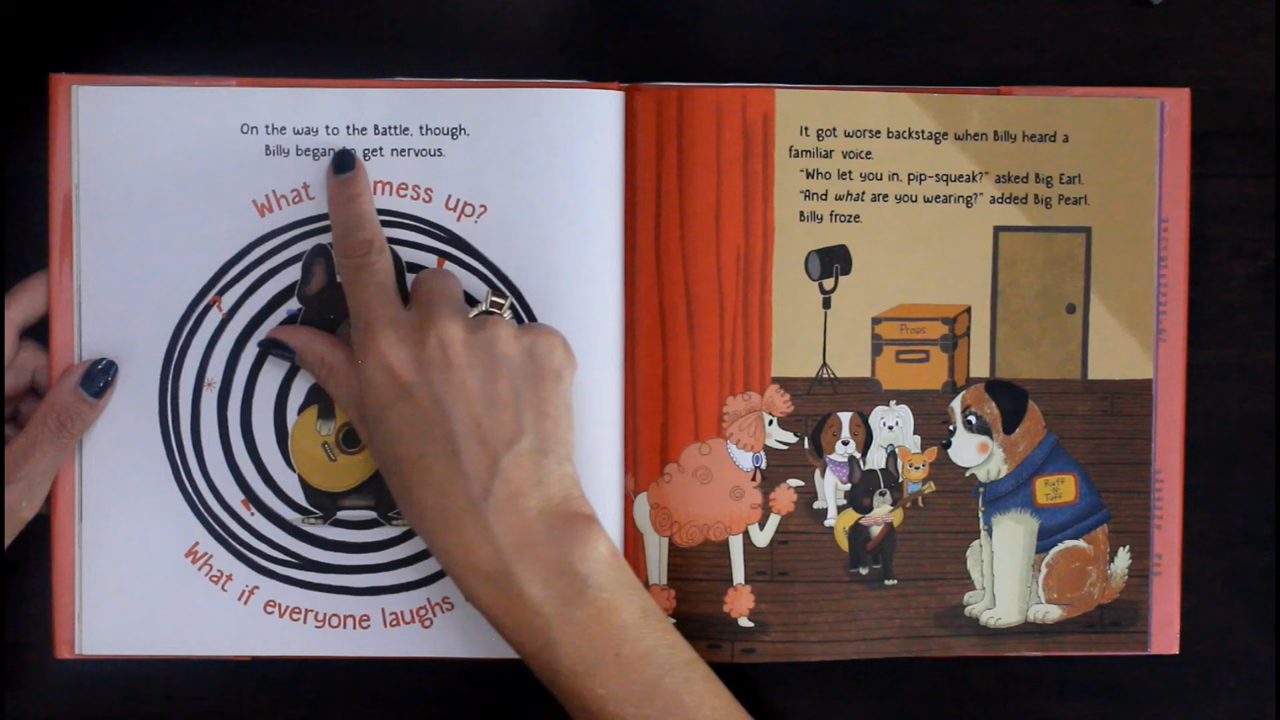 On the way to the Battle, though,
Billy began to get nervous.
What mess up?
What if everyone laughs
It got worse backstage when Billy heard a
familiar voice.
"Who let you in, pip-squeak?" asked Big Earl.
"And what are you wearing?" added Big Pearl.
Billy froze.
Props
Ruff
-N-
Tuff